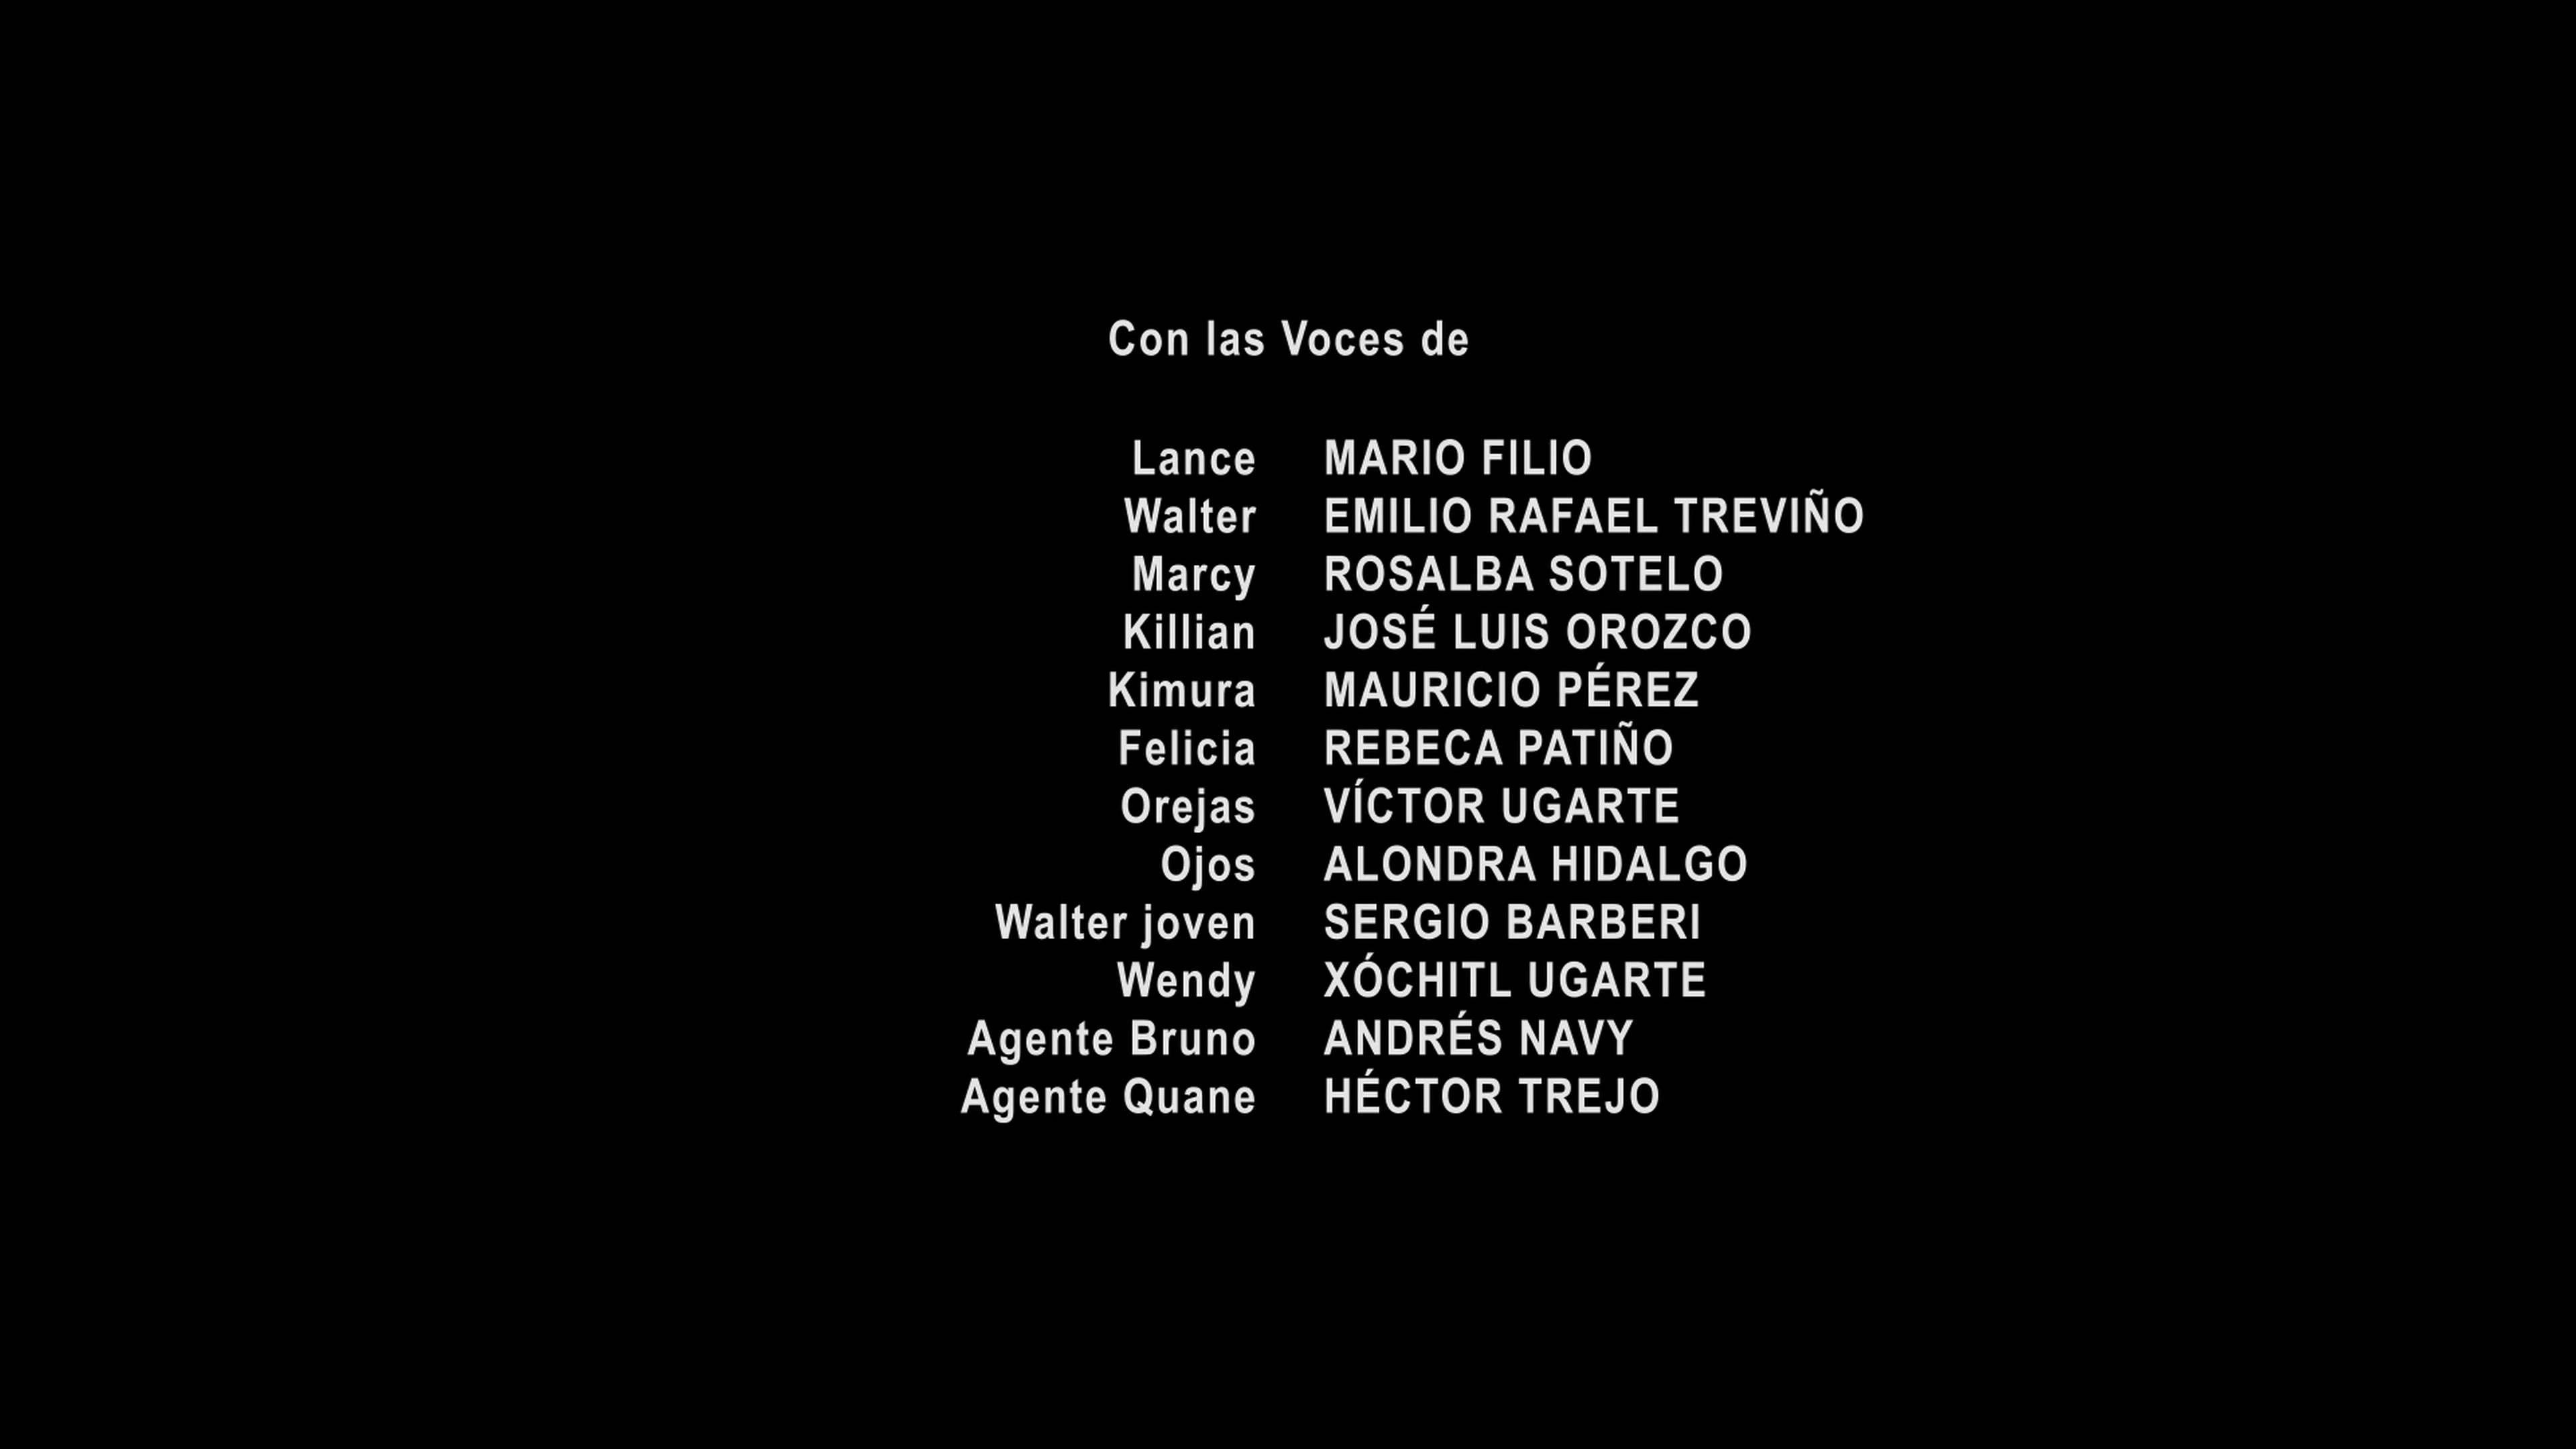 Con las Voces de
Lance MARIO FILIO
Walter EMILIO RAFAEL TREVIÑO
Marcy ROSALBA SOTELO
Killian JOSÉ LUIS OROZCO
Kimura MAURICIO PÉREZ
Felicia REBECA PATIÑO
Orejas VÍCTOR UGARTE
Ojos ALONDRA HIDALGO
Walter joven SERGIO BARBERI
Wendy XÓCHITL UGARTE
Agente Bruno ANDRÉS NAVY
Agente Quane HÉCTOR TREJO